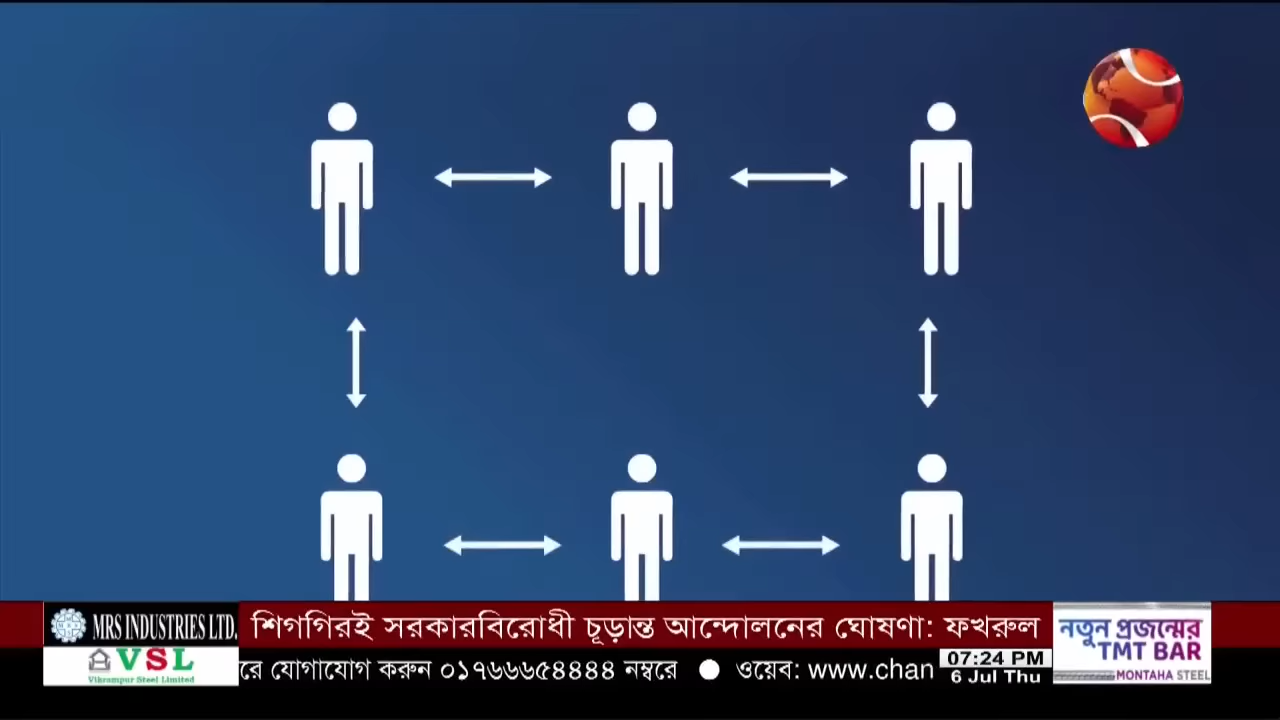 MRS INDUSTRIES LTD.
শিগগিরই সরকারবিরোধী চূড়ান্ত আন্দোলনের ঘোষণা: ফখরুল
নতুন প্রজন্মের
TMT BAR
MONTAHA STEEL
VSL
Vikrampur Steel Limited
রে যোগাযোগ করুন ০১৭৬৬৬৫৪৪৪৪ নম্বরে ● ওয়েব: www.chan
07:24 PM
6 Jul Thu